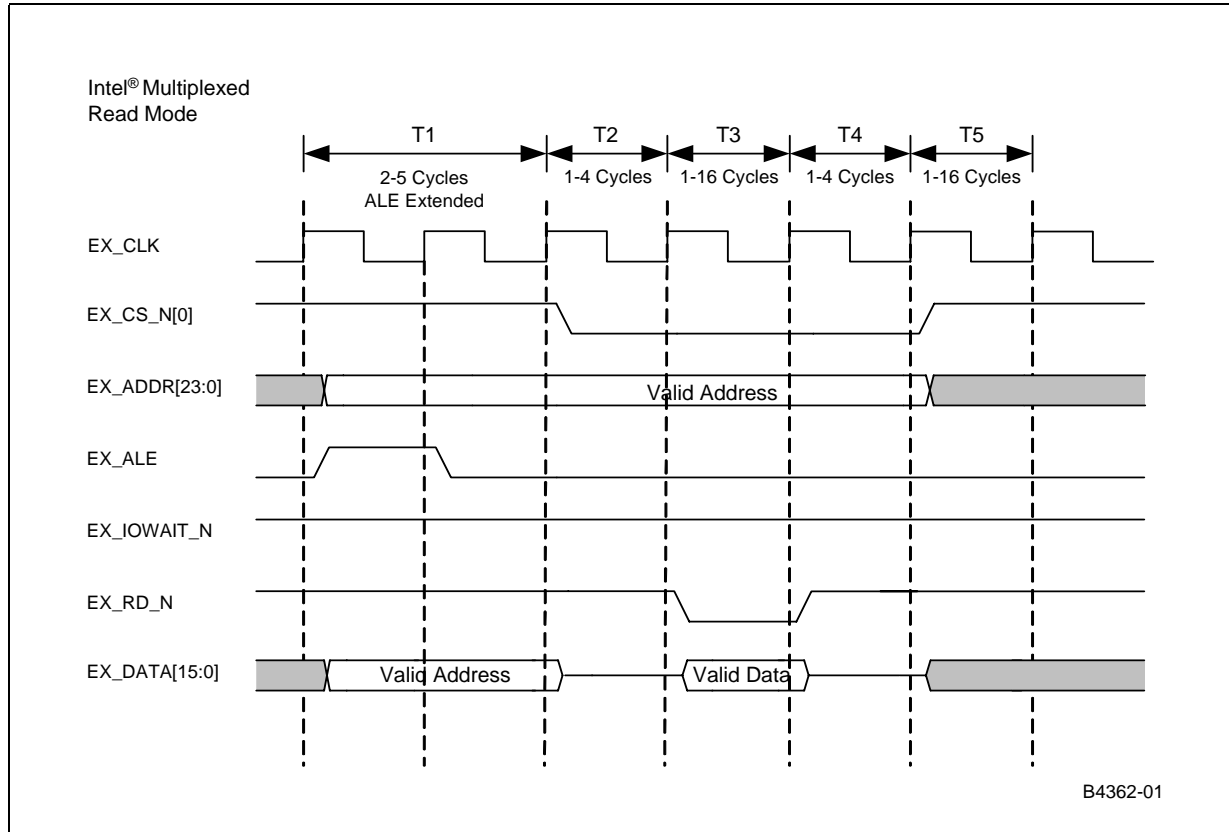 Intel® Multiplexed
Read Mode
T1 T2 T3 T4 T5
2-5 Cycles 1-4 Cycles 1-16 Cycles 1-4 Cycles 1-16 Cycles
ALE Extended
EX_CLK
EX_CS_N[0]
EX_ADDR[23:0] Valid Address
EX_ALE
EX_IOWAIT_N
EX_RD_N
EX_DATA[15:0] Valid Address Valid Data
B4362-01